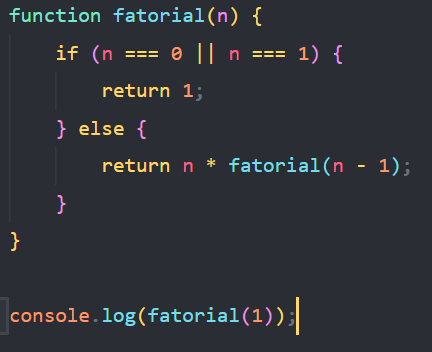 function fatorial(n) {
    if (n === 0 || n === 1) {
        return 1;
    } else {
        return n * fatorial(n - 1);
    }
}
console.log(fatorial(1));